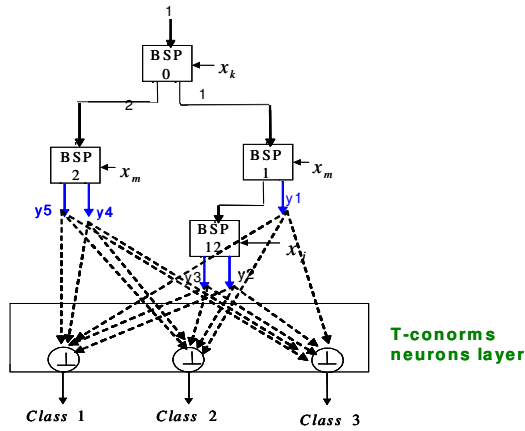 1
BSP
0
x_k
2
1
BSP
2
x_m
BSP
1
x_m
y5
y4
y1
BSP
12
x_j
y3
y2
T-conorms
neurons layer
⊥
⊥
⊥
Class 1
Class 2
Class 3